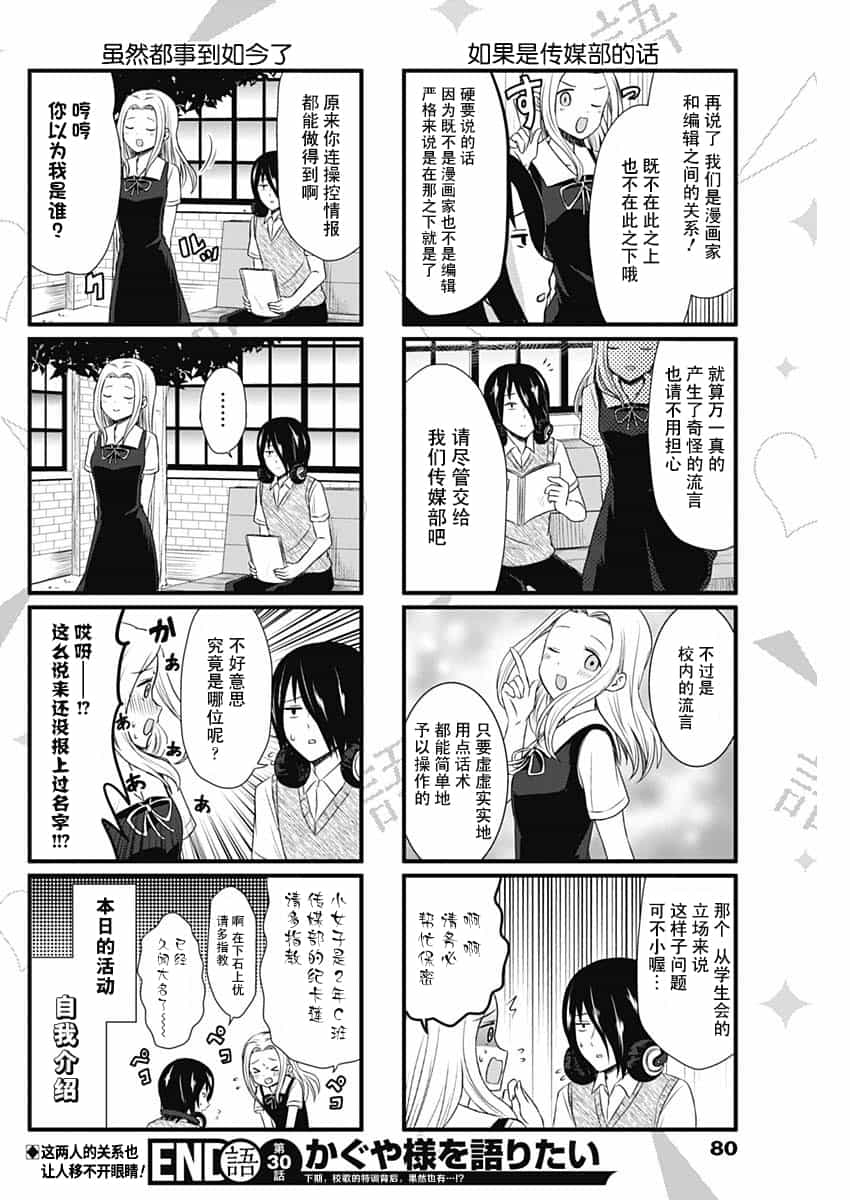 如果是传媒部的话
再说了 我们是漫画家
和编辑之间的关系！
既不在此之上
也不在此之下哦
すっ
硬要说的话
因为既不是漫画家也不是编辑
严格来说是在那之下就是了
就算万一真的
产生了奇怪的流言
也请不用担心
请尽管交给
我们传媒部吧
不过是
校内的流言
只要虚虚实实地
用点话术
都能简单地
予以操作的
那个 从学生会的
立场来说
这样子问题
可不小喔…
啊
啊
请务必
帮忙保密
虽然都事到如今了
原来你连操控情报
都能做得到啊
哼哼
你以为我是谁？
……
不好意思
究竟是哪位呢？
かぁ
あぁ
あぁ
哎呀——!?
这么说来还没报上过名字!!?
小女子是2年C班
传媒部的纪卡莲
请多指教
啊 在下石上优
请多指教
已经
久闻大名了~
ぺこ
ぺこ
本日的活动
自我介绍
这两人的关系也
让人移不开眼睛！
END
語
第30話
かぐや様を語りたい
下期，校歌的特训背后，果然也有…!?
80